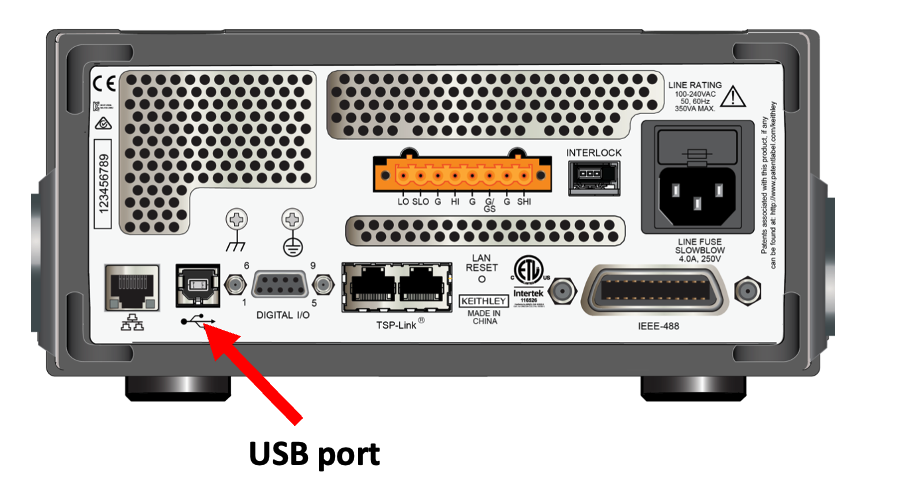 CE
LINE RATING
100-240VAC
50, 60Hz
350VA MAX.
Patents associated with this product, if any
can be found at: http://www.patentlabel.com/keithley
123456789
INTERLOCK
LO SLO G HI G G/GS G SHI
LINE FUSE
SLOWBLOW
4.0A, 250V
6 9
1 5
DIGITAL I/O
TSP-Link®
LAN
RESET
KEITHLEY
MADE IN
CHINA
c ETL us
Intertek
116526
IEEE-488
USB port